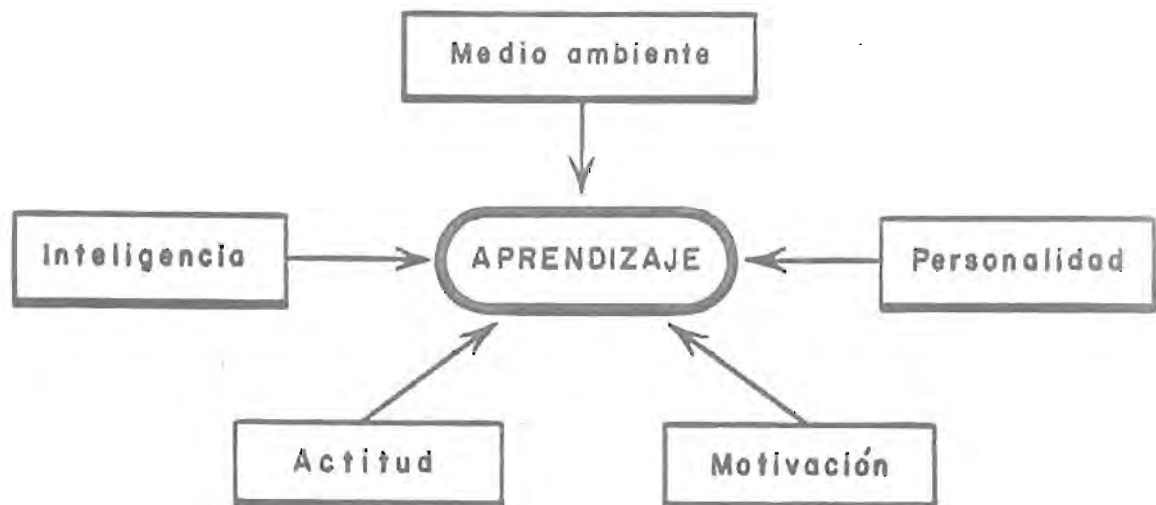 Medio ambiente
Inteligencia
APRENDIZAJE
Personalidad
Actitud
Motivación